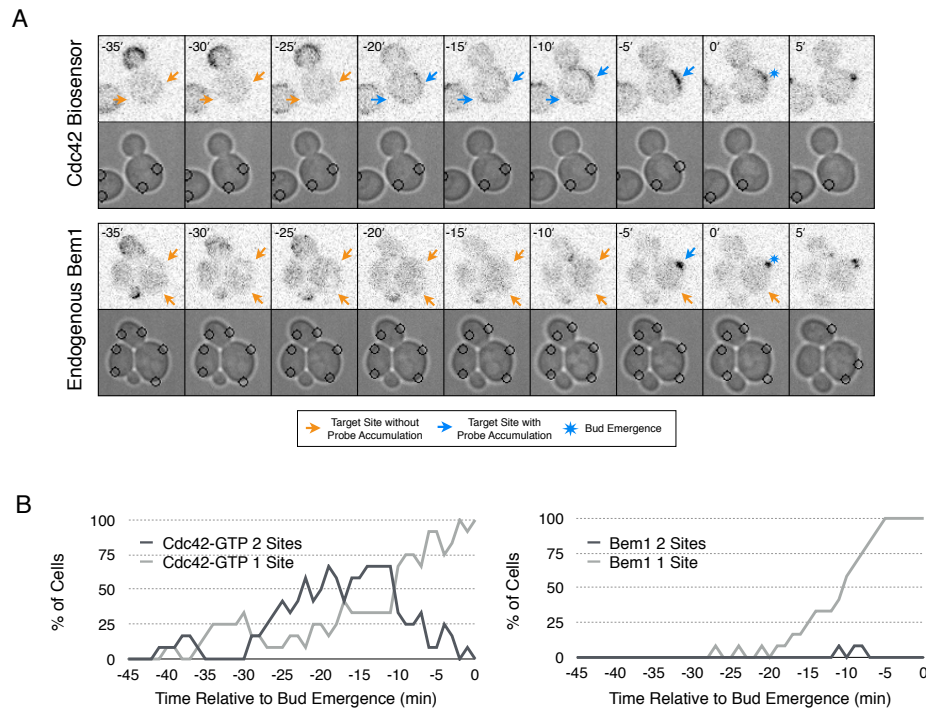 A
Cdc42 Biosensor
-35′ -30′ -25′ -20′ -15′ -10′ -5′ 0′ 5′
Endogenous Bem1
-35′ -30′ -25′ -20′ -15′ -10′ -5′ 0′ 5′
Target Site without
Probe Accumulation
Target Site with
Probe Accumulation
Bud Emergence
B
% of Cells
100
75
50
25
0
Cdc42-GTP 2 Sites
Cdc42-GTP 1 Site
-45 -40 -35 -30 -25 -20 -15 -10 -5 0
Time Relative to Bud Emergence (min)
% of Cells
100
75
50
25
0
Bem1 2 Sites
Bem1 1 Site
-45 -40 -35 -30 -25 -20 -15 -10 -5 0
Time Relative to Bud Emergence (min)